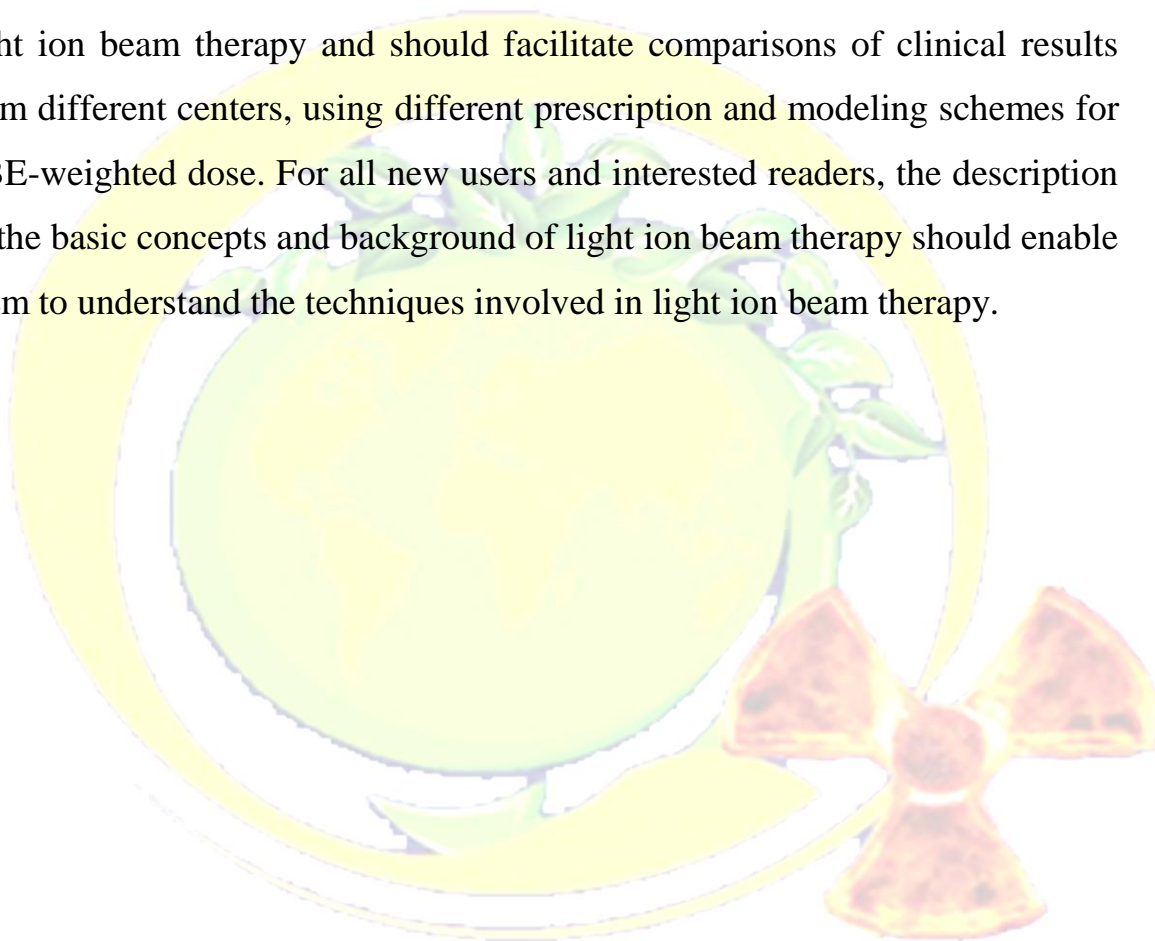 ht ion beam therapy and should facilitate comparisons of clinical results
m different centers, using different prescription and modeling schemes for
BE-weighted dose. For all new users and interested readers, the description
the basic concepts and background of light ion beam therapy should enable
m to understand the techniques involved in light ion beam therapy.